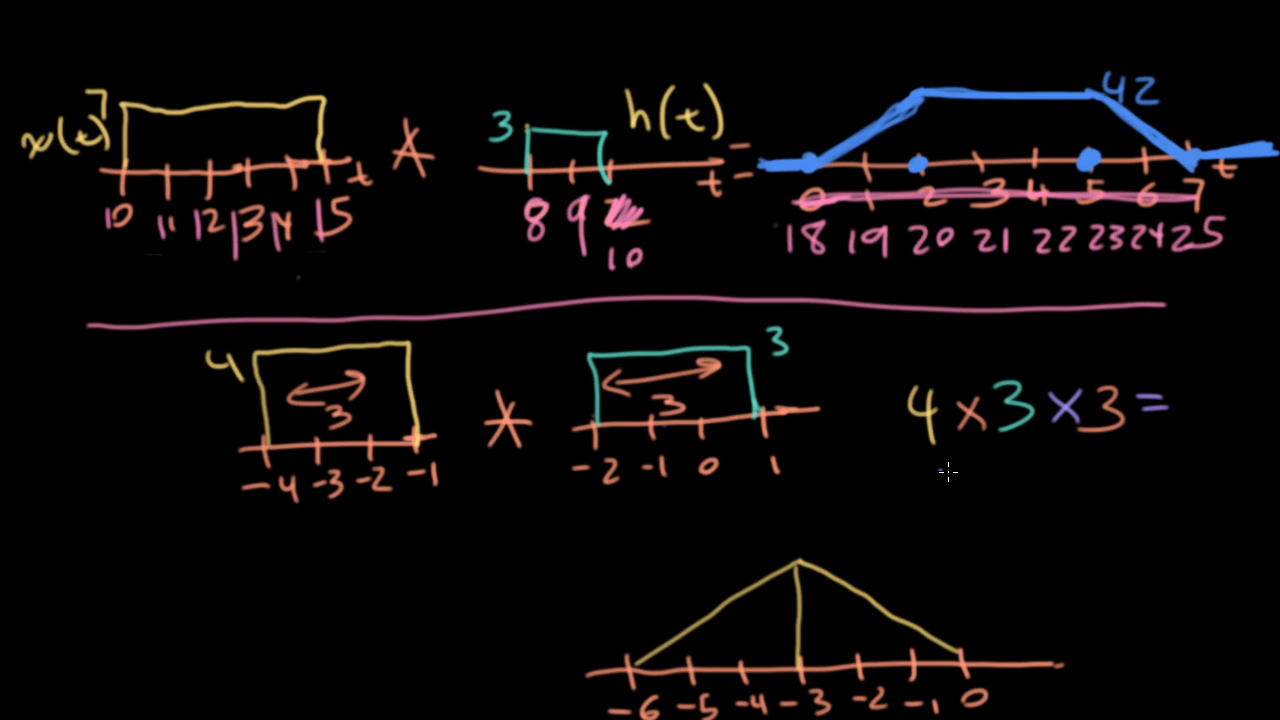 x(t) 7 * 3 h(t) = 42
t t t
10 11 12 13 14 15 8 9 10 0 1 2 3 4 5 6 7
18 19 20 21 22 23 24 25
4 3 * 3 3 4 x 3 x 3 =
-4 -3 -2 -1 -2 -1 0 1
-6 -5 -4 -3 -2 -1 0